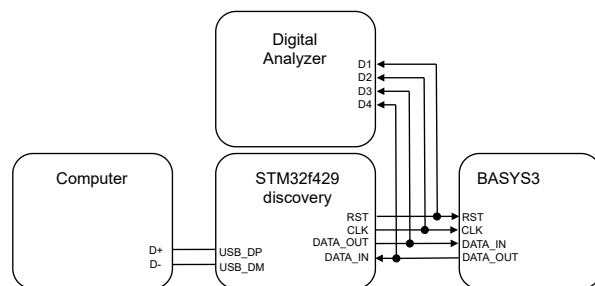 Digital
Analyzer
D1
D2
D3
D4
Computer
D+
D-
STM32f429
discovery
USB_DP
USB_DM
RST
CLK
DATA_OUT
DATA_IN
BASYS3
RST
CLK
DATA_IN
DATA_OUT